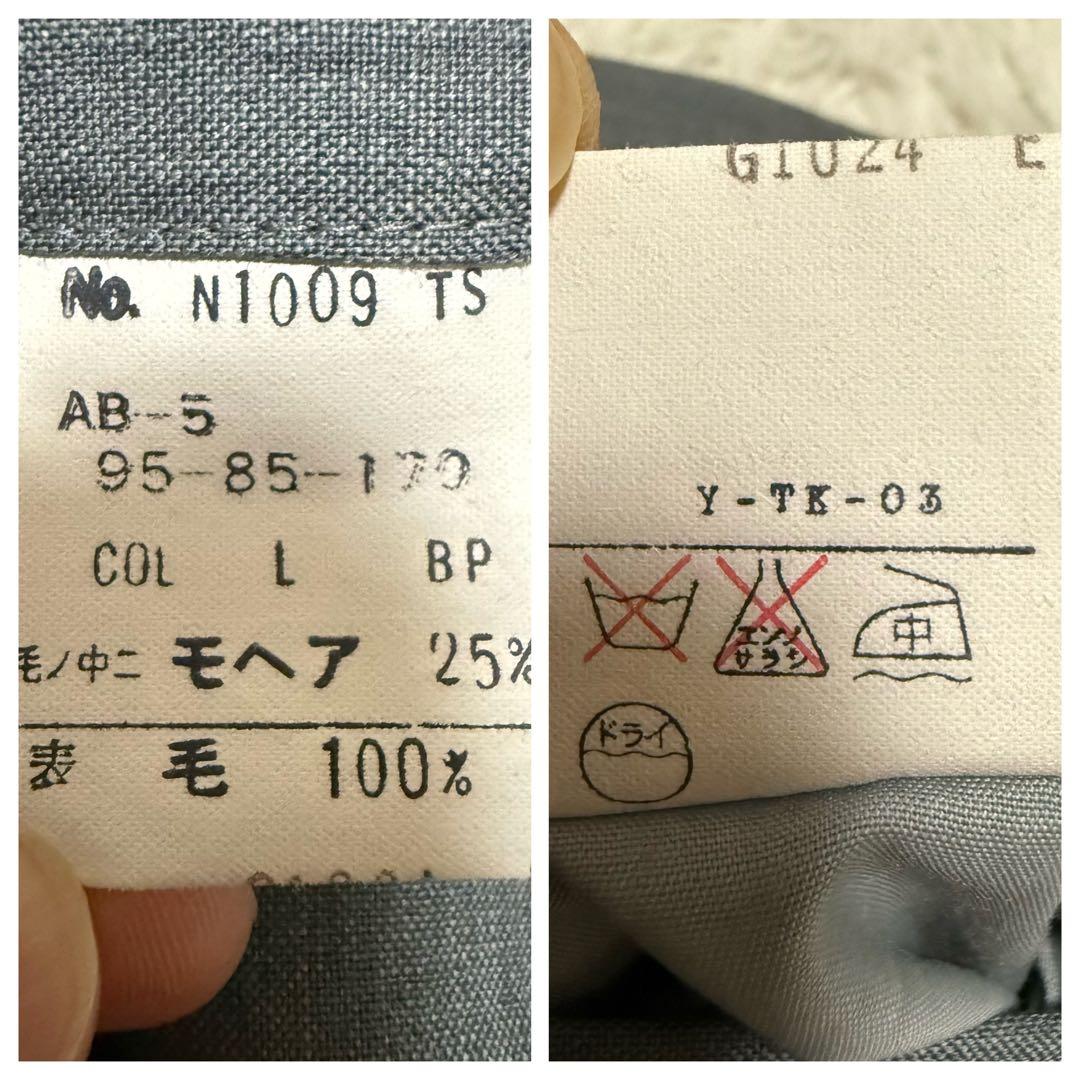 No. N1009 TS
AB-5
95-85-170
COL L BP
毛ノ中ニ モヘア 25%
表 毛 100%
G1024 E
Y-TK-03
エンソ
サラシ
中
ドライ